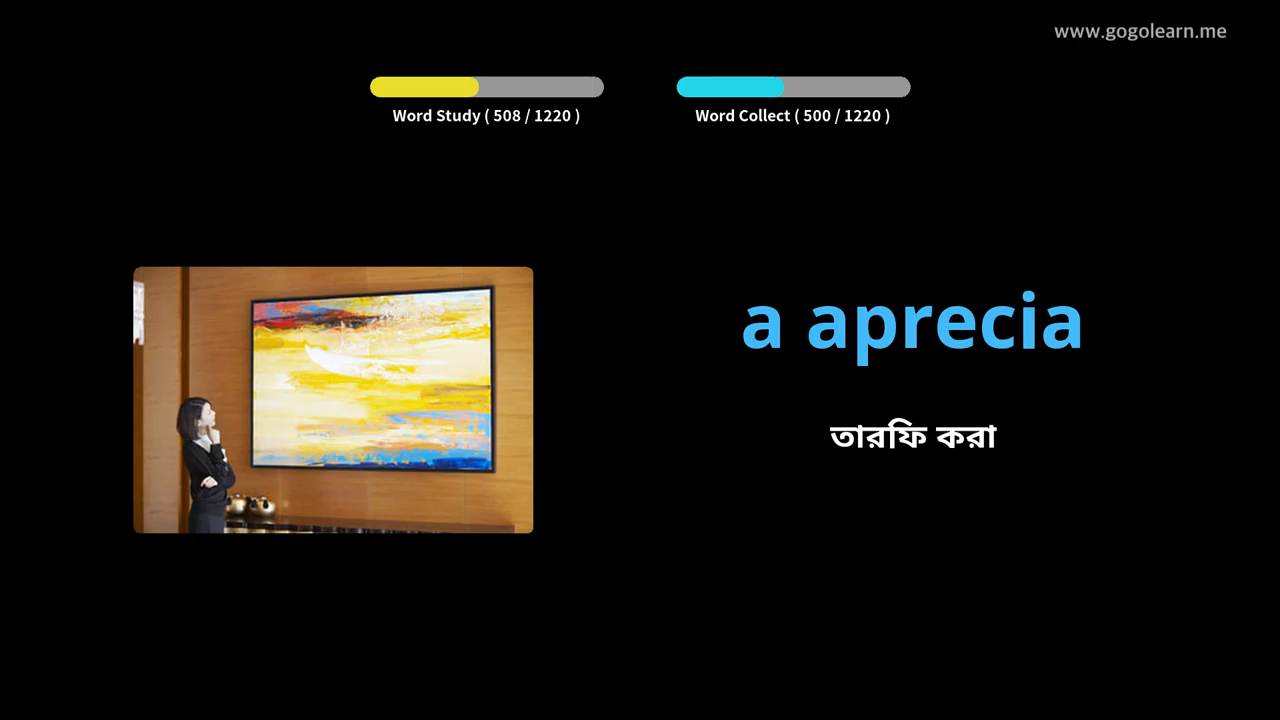 www.gogolearn.me
Word Study ( 508 / 1220 )
Word Collect ( 500 / 1220 )
a aprecia
তারফি করা